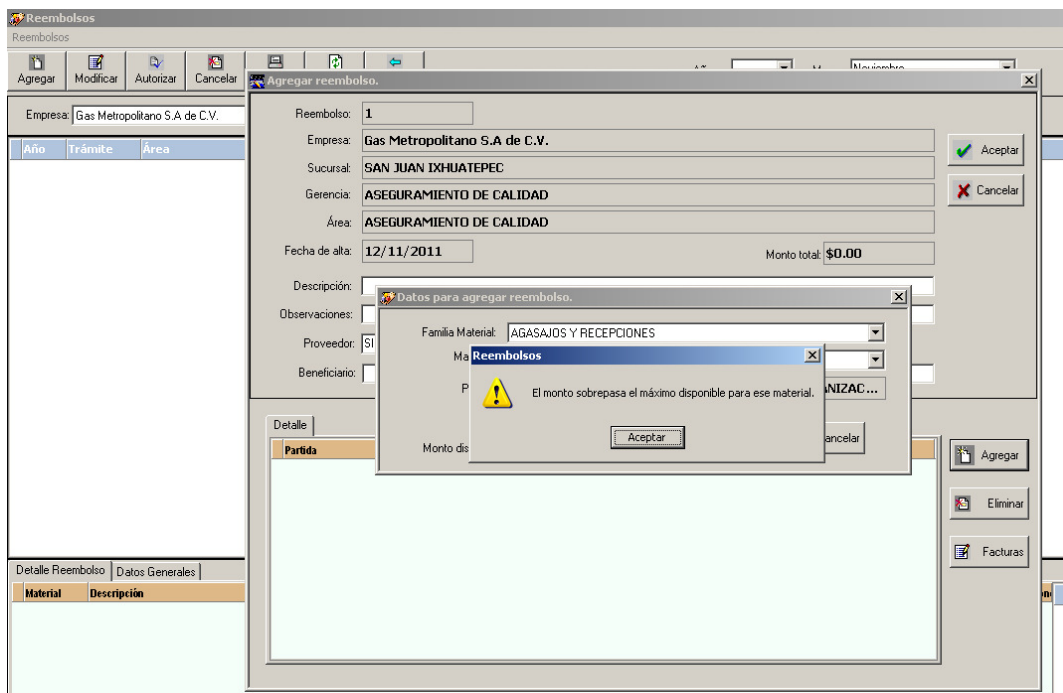 Reembolsos
Reembolsos
Agregar Modificar Autorizar Cancelar
Noviembre
Empresa: Gas Metropolitano S.A de C.V.
Año Trámite Área
Agregar reembolso.
Reembolso: 1
Empresa: Gas Metropolitano S.A de C.V.
Sucursal: SAN JUAN IXHUATEPEC
Gerencia: ASEGURAMIENTO DE CALIDAD
Área: ASEGURAMIENTO DE CALIDAD
Fecha de alta: 12/11/2011 Monto total: $0.00
Aceptar
Cancelar
Descripción:
Observaciones:
Proveedor: SI
Beneficiario:
Datos para agregar reembolso.
Familia Material: AGASAJOS Y RECEPCIONES
Ma
P
NIZAC...
Monto dis
ancelar
Reembolsos
El monto sobrepasa el máximo disponible para ese material.
Aceptar
Detalle
Partida
Agregar
Eliminar
Facturas
Detalle Reembolso Datos Generales
Material Descripción